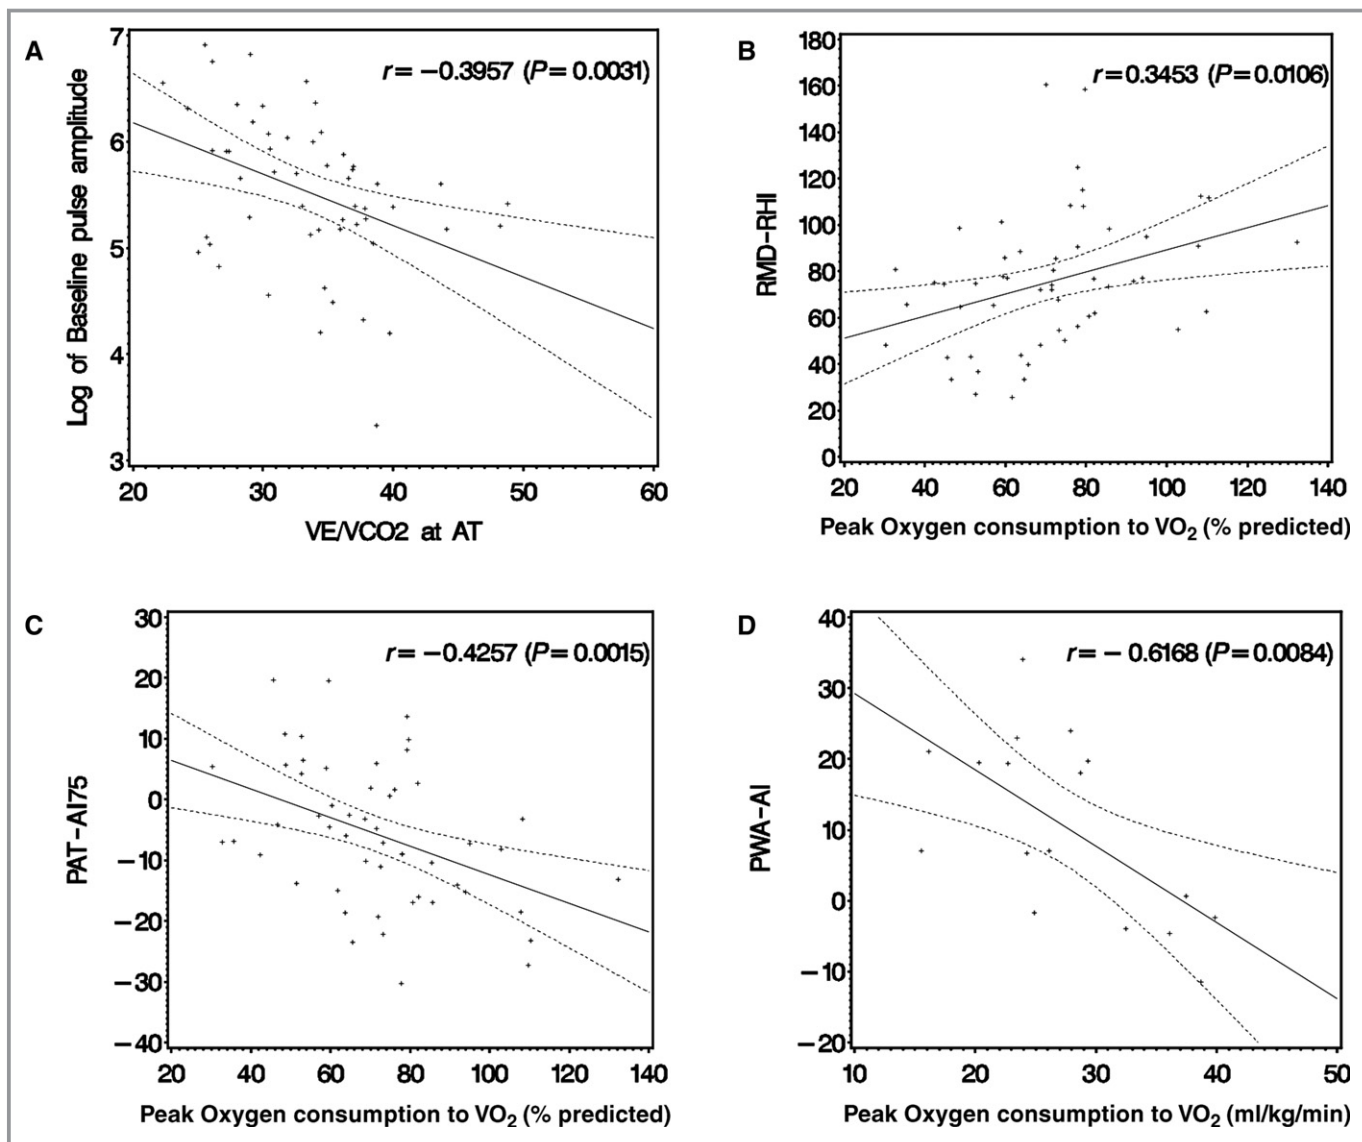 A
r = −0.3957 (P = 0.0031)
Log of Baseline pulse amplitude
7
6
5
4
3
20 30 40 50 60
VE/VCO2 at AT
B
r = 0.3453 (P = 0.0106)
RMD−RHI
180
160
140
120
100
80
60
40
20
0
20 40 60 80 100 120 140
Peak Oxygen consumption to VO₂ (% predicted)
C
r = −0.4257 (P = 0.0015)
PAT−AI75
30
20
10
0
−10
−20
−30
−40
20 40 60 80 100 120 140
Peak Oxygen consumption to VO₂ (% predicted)
D
r = − 0.6168 (P = 0.0084)
PWA−AI
40
30
20
10
0
−10
−20
10 20 30 40 50
Peak Oxygen consumption to VO₂ (ml/kg/min)